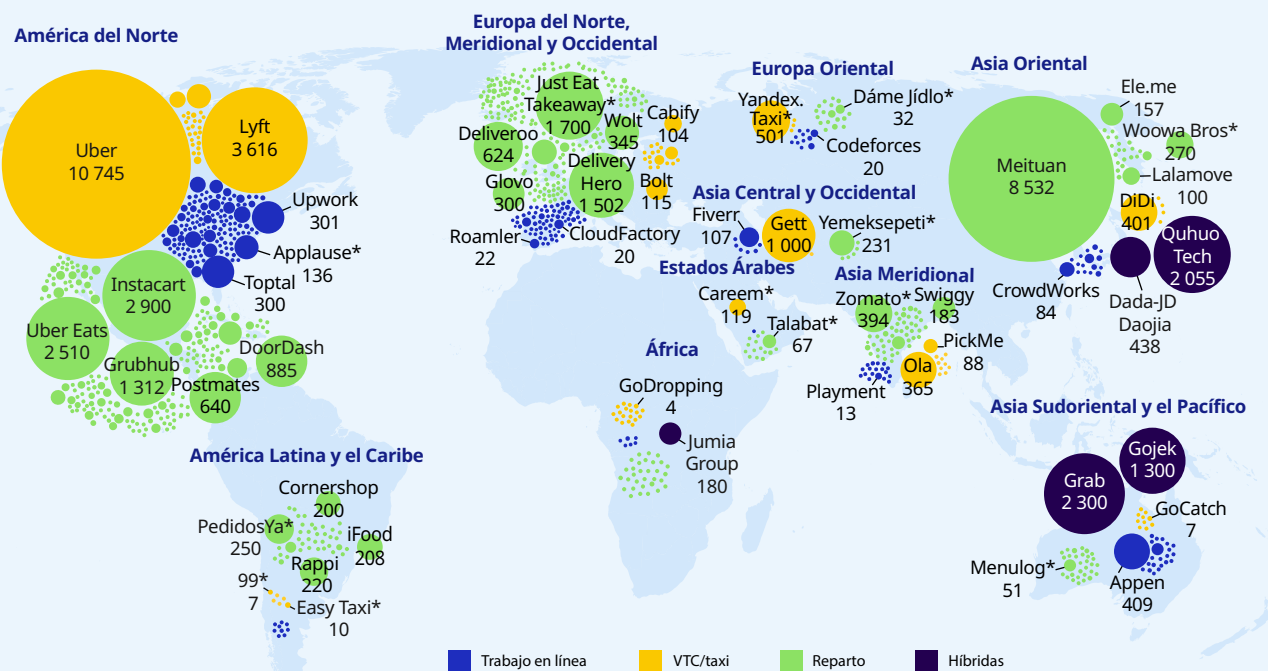 América del Norte
Uber
10 745
Lyft
3 616
Upwork
301
Applause*
136
Toptal
300
Instacart
2 900
Uber Eats
2 510
Grubhub
1 312
DoorDash
885
Postmates
640
América Latina y el Caribe
Cornershop
200
PedidosYa*
250
iFood
208
Rappi
220
99*
7
Easy Taxi*
10
Europa del Norte,
Meridional y Occidental
Just Eat
Takeaway*
1 700
Wolt
345
Cabify
104
Deliveroo
624
Delivery
Hero
1 502
Glovo
300
Bolt
115
Roamler
22
CloudFactory
20
Europa Oriental
Yandex.
Taxi*
501
Dáme Jídlo*
32
Codeforces
20
Asia Central y Occidental
Fiverr
107
Gett
1 000
Yemeksepeti*
231
Estados Árabes
Careem*
119
Talabat*
67
África
GoDropping
4
Jumia
Group
180
Asia Meridional
Zomato*
394
Swiggy
183
PickMe
88
Ola
365
Playment
13
Asia Oriental
Meituan
8 532
Ele.me
157
Woowa Bros*
270
Lalamove
100
DiDi
401
Quhuo
Tech
2 055
CrowdWorks
84
Dada-JD
Daojia
438
Asia Sudoriental y el Pacífico
Gojek
1 300
Grab
2 300
GoCatch
7
Menulog*
51
Appen
409
Trabajo en línea
VTC/taxi
Reparto
Híbridas